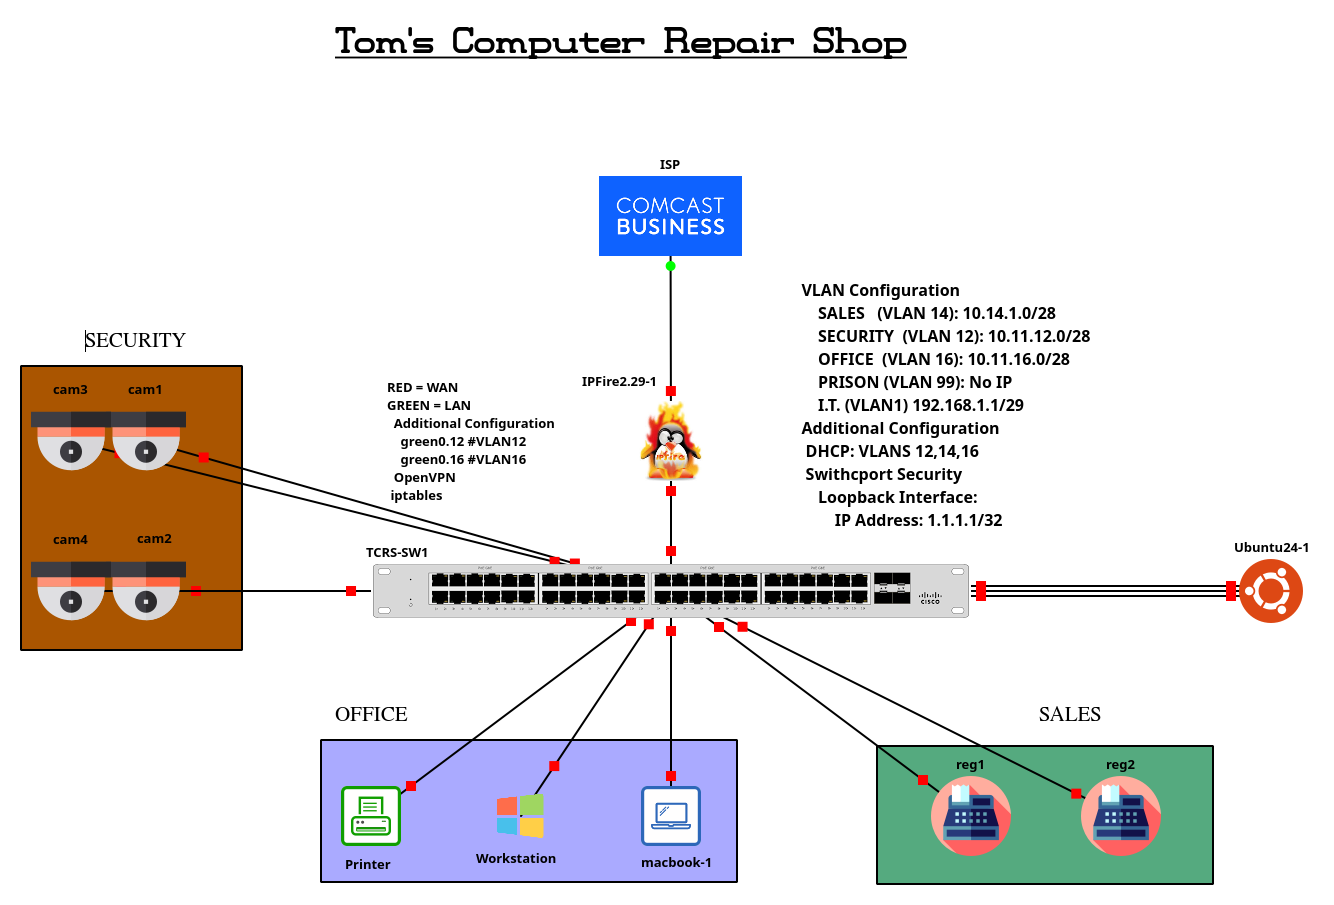 Tom's Computer Repair Shop
ISP
COMCAST
BUSINESS
VLAN Configuration
SALES (VLAN 14): 10.14.1.0/28
SECURITY (VLAN 12): 10.11.12.0/28
OFFICE (VLAN 16): 10.11.16.0/28
PRISON (VLAN 99): No IP
I.T. (VLAN1) 192.168.1.1/29
Additional Configuration
DHCP: VLANS 12,14,16
Swithcport Security
Loopback Interface:
IP Address: 1.1.1.1/32
SECURITY
cam3
cam1
cam4
cam2
RED = WAN
GREEN = LAN
Additional Configuration
green0.12 #VLAN12
green0.16 #VLAN16
OpenVPN
iptables
IPFire2.29-1
IPFire
TCRS-SW1
CISCO
Ubuntu24-1
OFFICE
Printer
Workstation
macbook-1
SALES
reg1
reg2